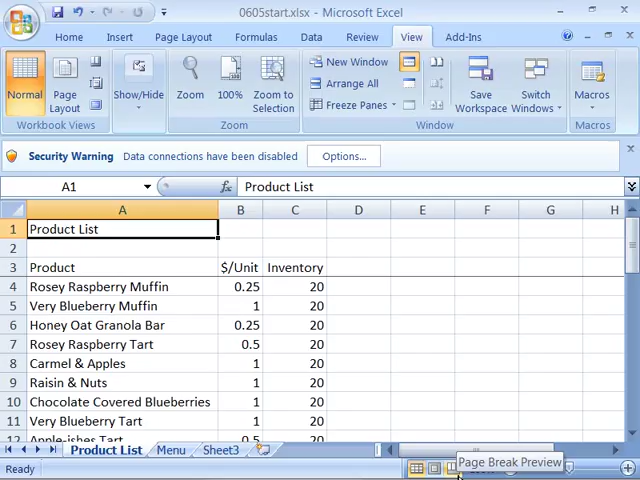 0605start.xlsx - Microsoft Excel
Home Insert Page Layout Formulas Data Review View Add-Ins
Normal Page Layout Show/Hide Zoom 100% Zoom to Selection New Window Arrange All Freeze Panes Save Workspace Switch Windows Macros
Workbook Views Zoom Window Macros
Security Warning Data connections have been disabled Options...
A1 fx Product List
A B C D E F G H
1 Product List
2
3 Product $/Unit Inventory
4 Rosey Raspberry Muffin 0.25 20
5 Very Blueberry Muffin 1 20
6 Honey Oat Granola Bar 0.25 20
7 Rosey Raspberry Tart 0.5 20
8 Carmel & Apples 1 20
9 Raisin & Nuts 1 20
10 Chocolate Covered Blueberries 1 20
11 Very Blueberry Tart 1 20
12 Apple-ishes Tart 0.5 20
Product List Menu Sheet3
Page Break Preview
Ready